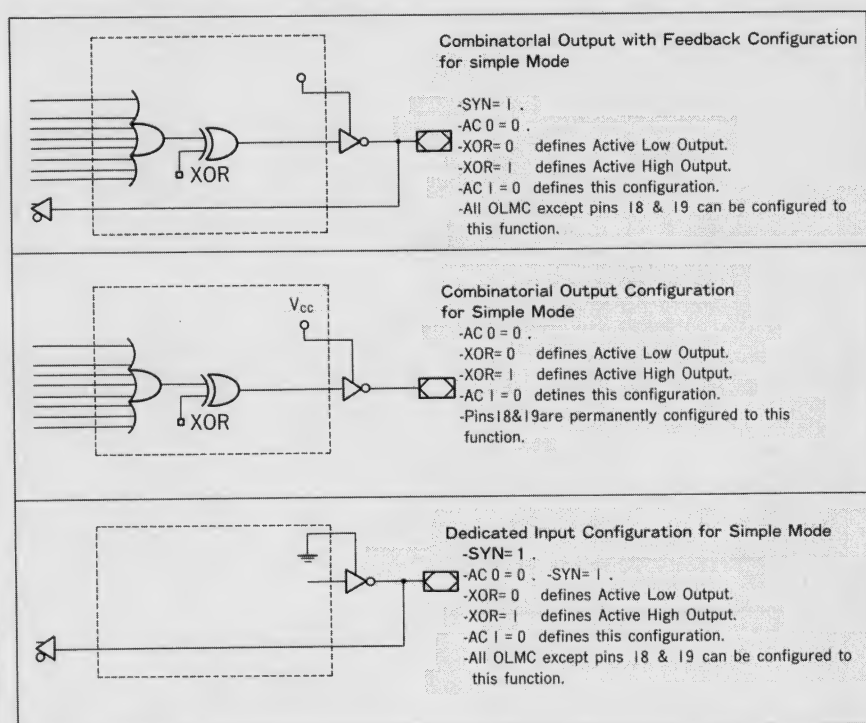 Combinatorial Output with Feedback Configuration
for simple Mode
-SYN= 1 .
-AC 0 = 0 .
-XOR= 0 defines Active Low Output.
-XOR= 1 defines Active High Output.
-AC 1 = 0 defines this configuration.
-All OLMC except pins 18 & 19 can be configured to
this function.
XOR
Combinatorial Output Configuration
for Simple Mode
-AC 0 = 0 .
-XOR= 0 defines Active Low Output.
-XOR= 1 defines Active High Output.
-AC 1 = 0 detines this configuration.
-Pins18&19are permanently configured to this
function.
Vcc
XOR
Dedicated Input Configuration for Simple Mode
-SYN= 1 .
-AC 0 = 0 . -SYN= 1 .
-XOR= 0 defines Active Low Output.
-XOR= 1 defines Active High Output.
-AC 1 = 0 defines this configuration.
-All OLMC except pins 18 & 19 can be configured to
this function.